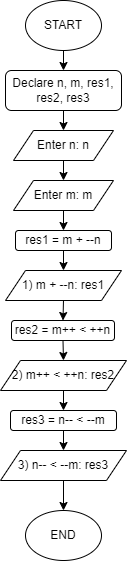 START
Declare n, m, res1,
res2, res3
Enter n: n
Enter m: m
res1 = m + --n
1) m + --n: res1
res2 = m++ < ++n
2) m++ < ++n: res2
res3 = n-- < --m
3) n-- < --m: res3
END